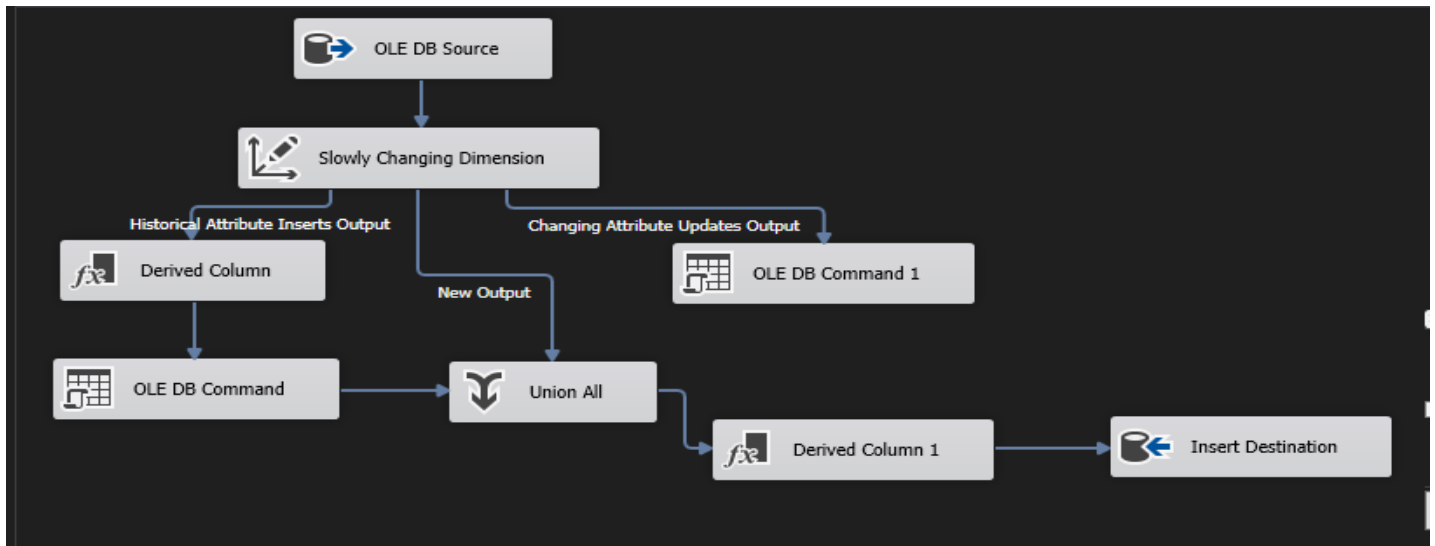 OLE DB Source
Slowly Changing Dimension
Historical Attribute Inserts Output
Changing Attribute Updates Output
Derived Column
OLE DB Command 1
New Output
OLE DB Command
Union All
Derived Column 1
Insert Destination